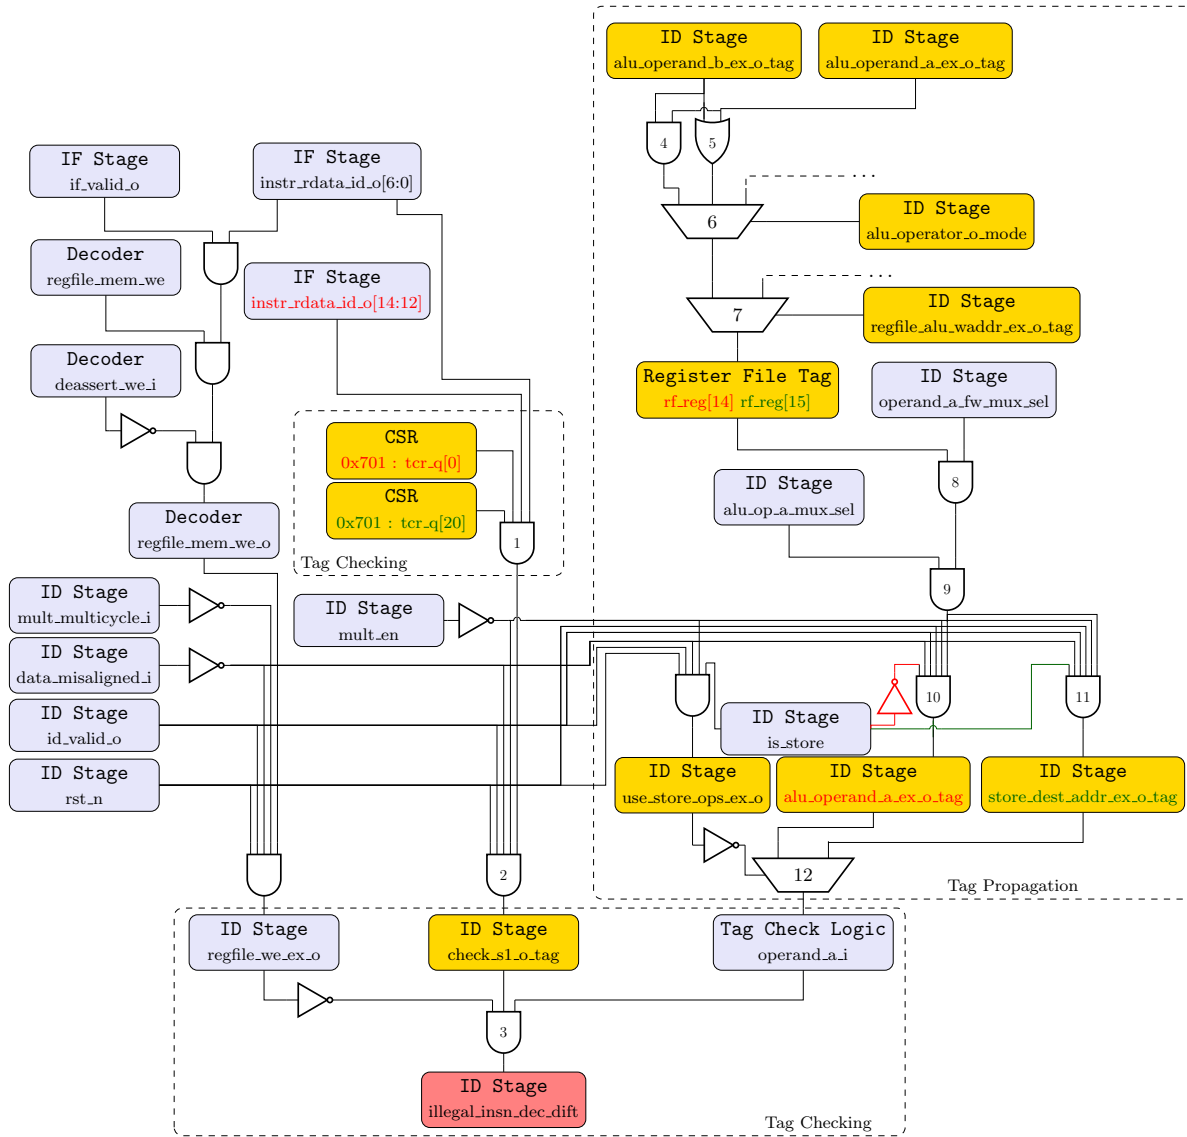 ID Stage
alu_operand_b_ex_o_tag
ID Stage
alu_operand_a_ex_o_tag
4
5
IF Stage
if_valid_o
IF Stage
instr_rdata_id_o[6:0]
. . .
6
ID Stage
alu_operator_o_mode
Decoder
regfile_mem_we
IF Stage
instr_rdata_id_o[14:12]
. . .
7
ID Stage
regfile_alu_waddr_ex_o_tag
Decoder
deassert_we_i
Register File Tag
rf_reg[14] rf_reg[15]
ID Stage
operand_a_fw_mux_sel
CSR
0x701 : tcr_q[0]
CSR
0x701 : tcr_q[20]
1
Tag Checking
8
ID Stage
alu_op_a_mux_sel
Decoder
regfile_mem_we_o
9
ID Stage
mult_multicycle_i
ID Stage
mult_en
ID Stage
data_misaligned_i
10
11
ID Stage
id_valid_o
ID Stage
is_store
ID Stage
rst_n
ID Stage
use_store_ops_ex_o
ID Stage
alu_operand_a_ex_o_tag
ID Stage
store_dest_addr_ex_o_tag
2
12
Tag Propagation
ID Stage
regfile_we_ex_o
ID Stage
check_s1_o_tag
Tag Check Logic
operand_a_i
3
ID Stage
illegal_insn_dec_dift
Tag Checking